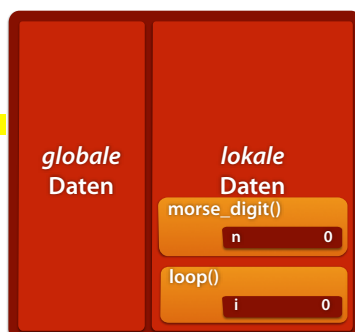 globale
Daten
lokale
Daten
morse_digit()
n 0
loop()
i 0